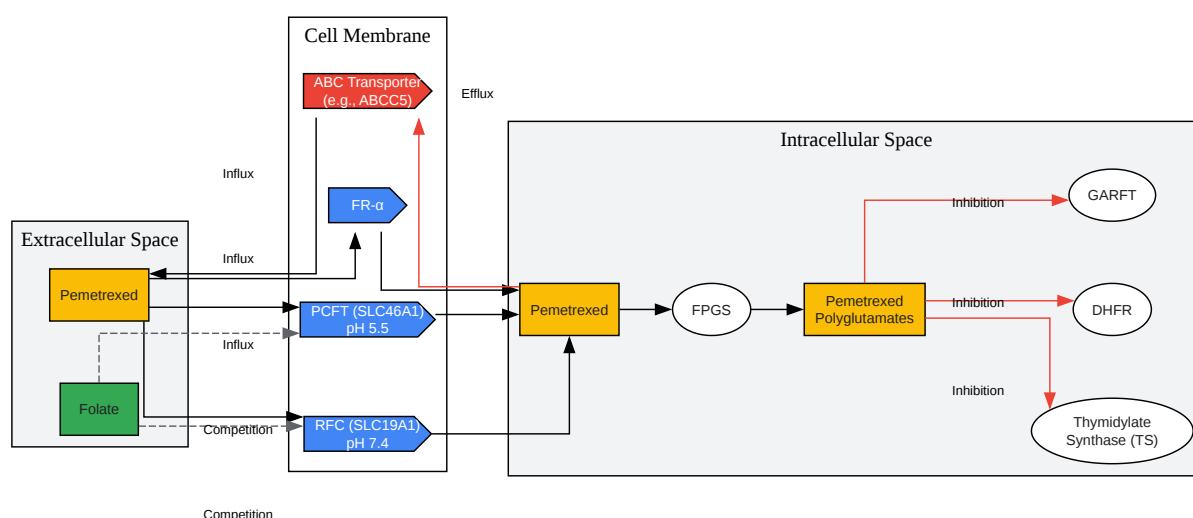 Cell Membrane
ABC Transporter
(e.g., ABCC5)
Efflux
Intracellular Space
Influx
FR-α
GARFT
Inhibition
Extracellular Space
Influx
Pemetrexed
PCFT (SLC46A1)
pH 5.5
Pemetrexed
FPGS
Pemetrexed
Polyglutamates
Inhibition
DHFR
Influx
Inhibition
Folate
Competition
RFC (SLC19A1)
pH 7.4
Thymidylate
Synthase (TS)
Competition